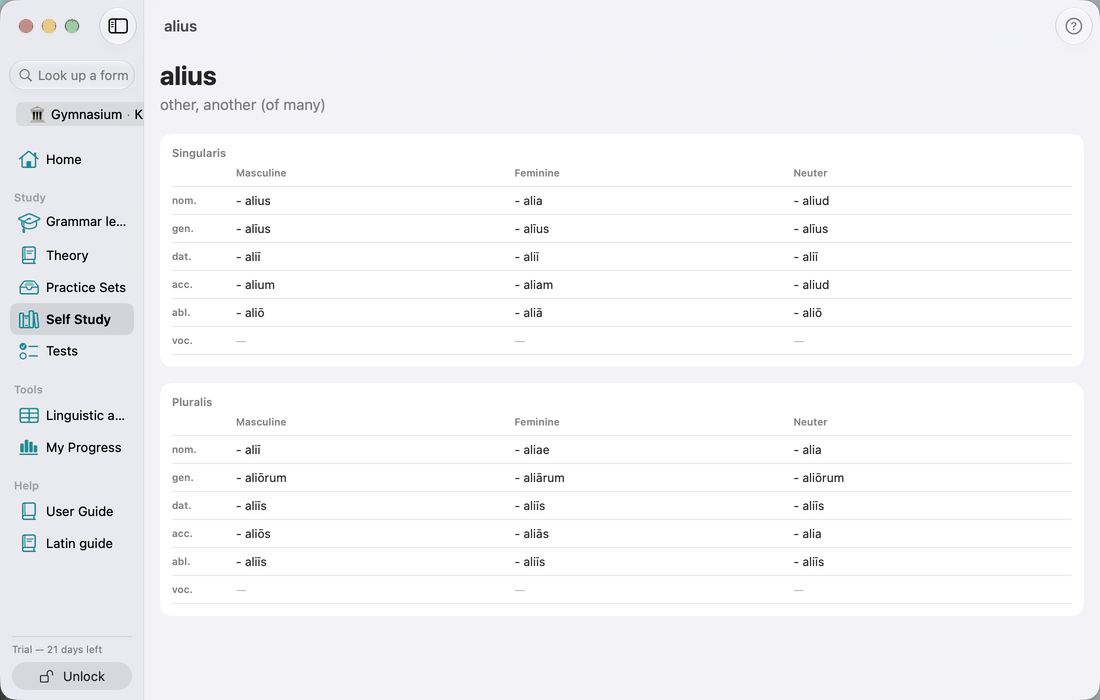 alius
Look up a form
Gymnasium · K
Home
Study
Grammar le...
Theory
Practice Sets
Self Study
Tests
Tools
Linguistic a...
My Progress
Help
User Guide
Latin guide
Trial — 21 days left
Unlock
?
alius
other, another (of many)
Singularis
Masculine Feminine Neuter
nom. - alius - alia - aliud
gen. - alīus - alīus - alīus
dat. - aliī - aliī - aliī
acc. - alium - aliam - aliud
abl. - aliō - aliā - aliō
voc. — — —
Pluralis
Masculine Feminine Neuter
nom. - aliī - aliae - alia
gen. - aliōrum - aliārum - aliōrum
dat. - aliīs - aliīs - aliīs
acc. - aliōs - aliās - alia
abl. - aliīs - aliīs - aliīs
voc. — — —